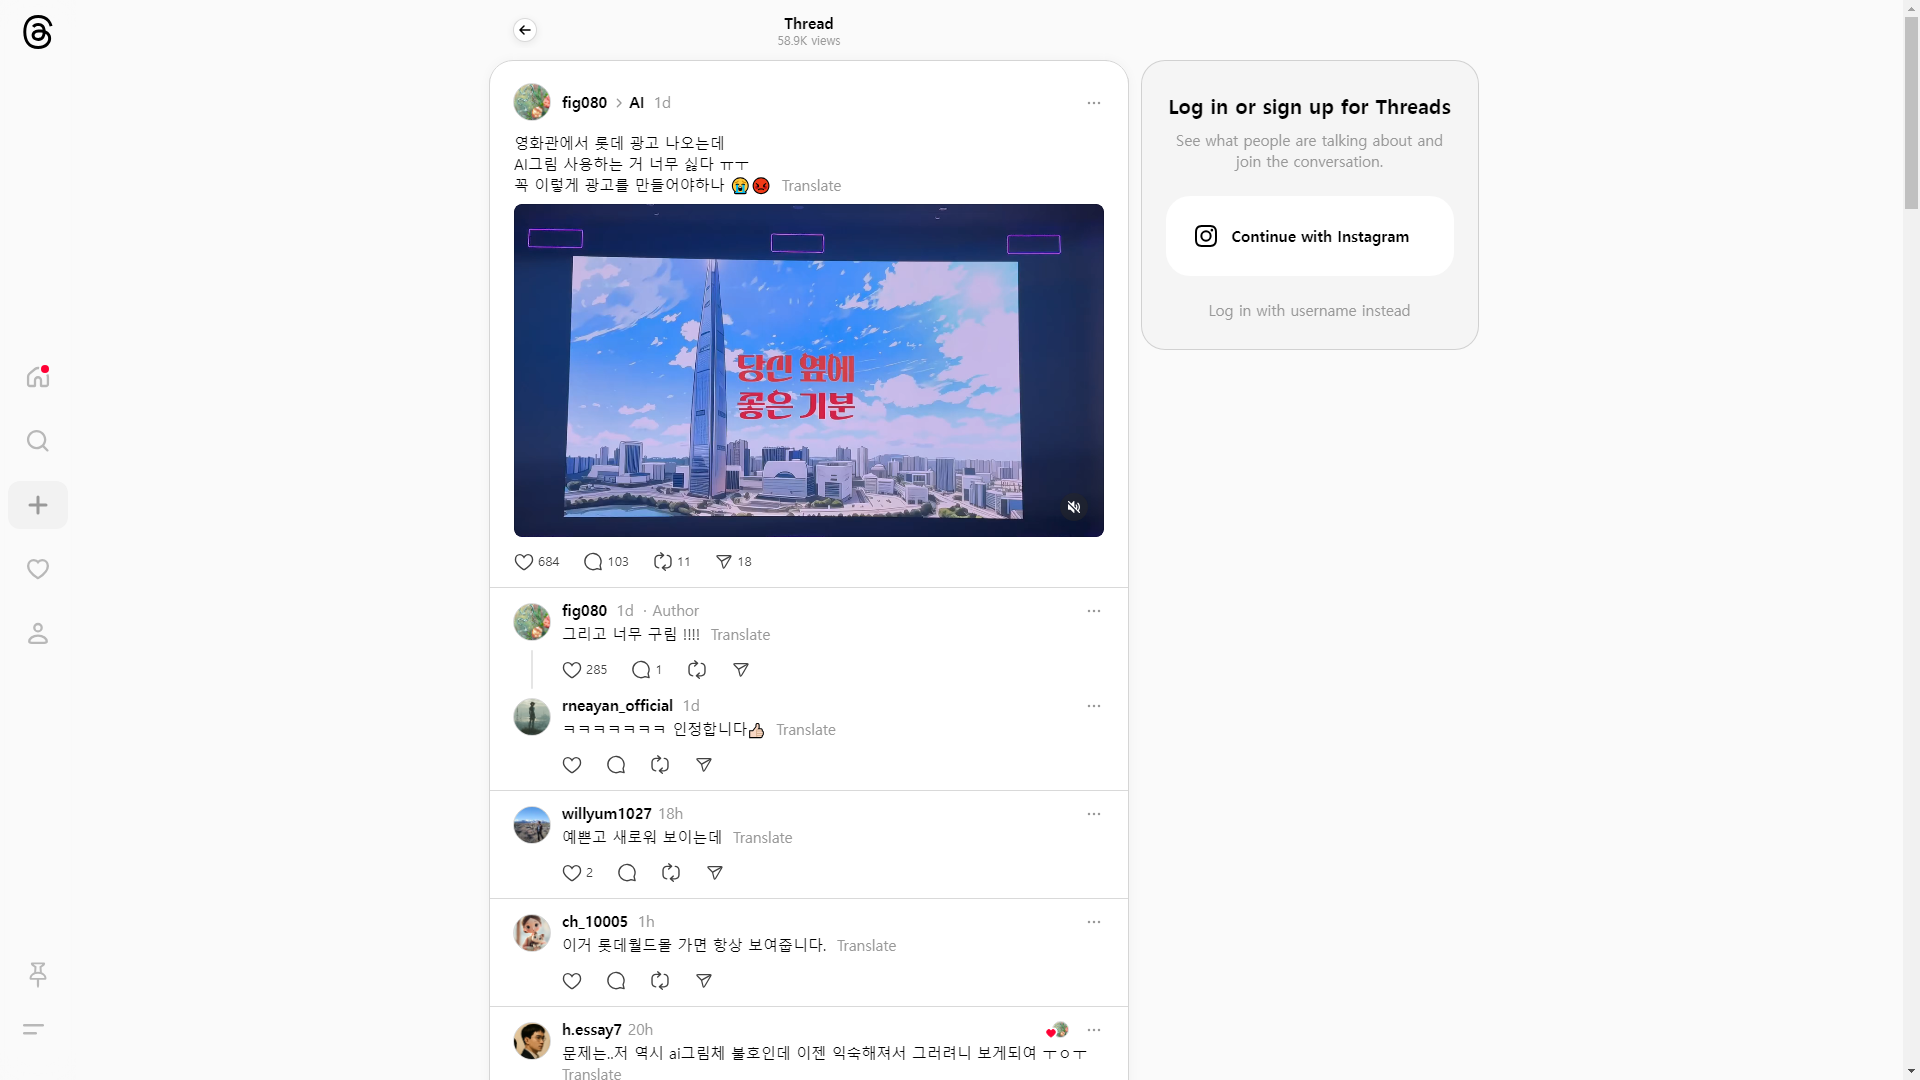 Thread
58.9K views
fig080 > AI 1d
영화관에서 롯데 광고 나오는데
AI그림 사용하는 거 너무 싫다 ㅠㅜ
꼭 이렇게 광고를 만들어야하나 😭😡 Translate
당신 옆에
좋은 기분
684 103 11 18
fig080 1d · Author
그리고 너무 구림 !!!! Translate
285 1
rneayan_official 1d
ㅋㅋㅋㅋㅋㅋㅋ 인정합니다👍🏻 Translate
willyum1027 18h
예쁜고 새로워 보이는데 Translate
2
ch_10005 1h
이거 롯데월드몰 가면 항상 보여줍니다. Translate
h.essay7 20h
문제는..저 역시 ai그림체 불호인데 이젠 익속해져서 그러려니 보게되여 ㅜㅇㅜ
Translate
Log in or sign up for Threads
See what people are talking about and
join the conversation.
Continue with Instagram
Log in with username instead